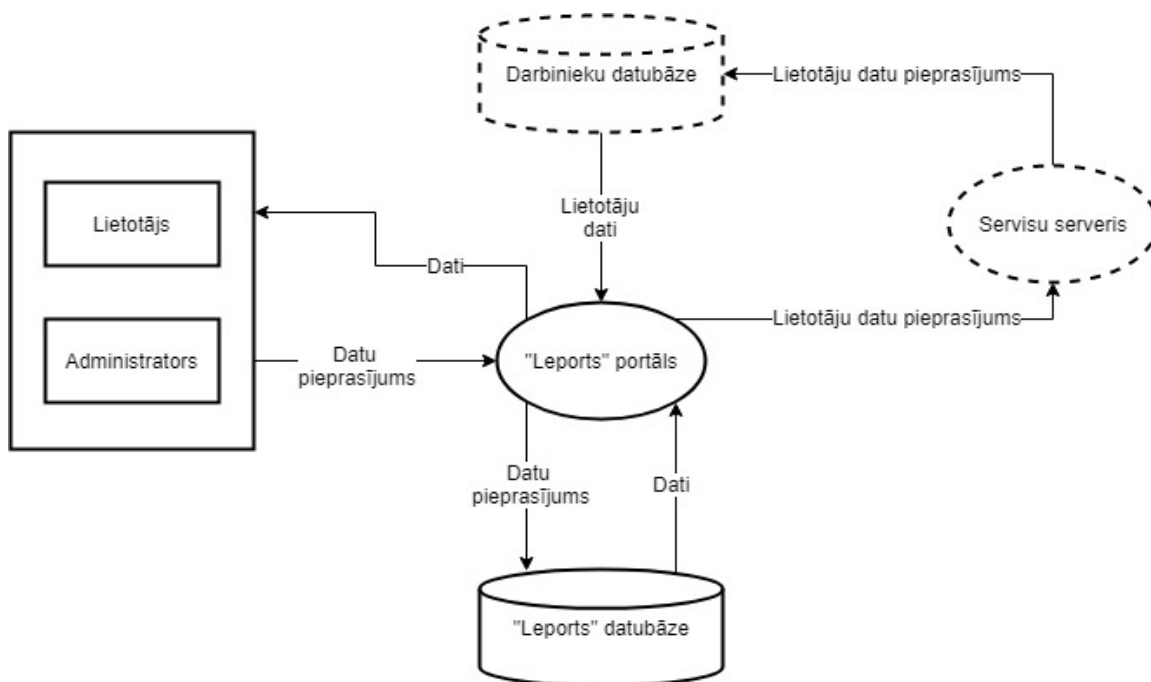 Darbinieku datubāze
Lietotāju datu pieprasījums
Lietotājs
Lietotāju
dati
Servisu serveris
Dati
Administrators
Datu
pieprasījums
"Leports" portāls
Lietotāju datu pieprasījums
Datu
pieprasījums
Dati
"Leports" datubāze